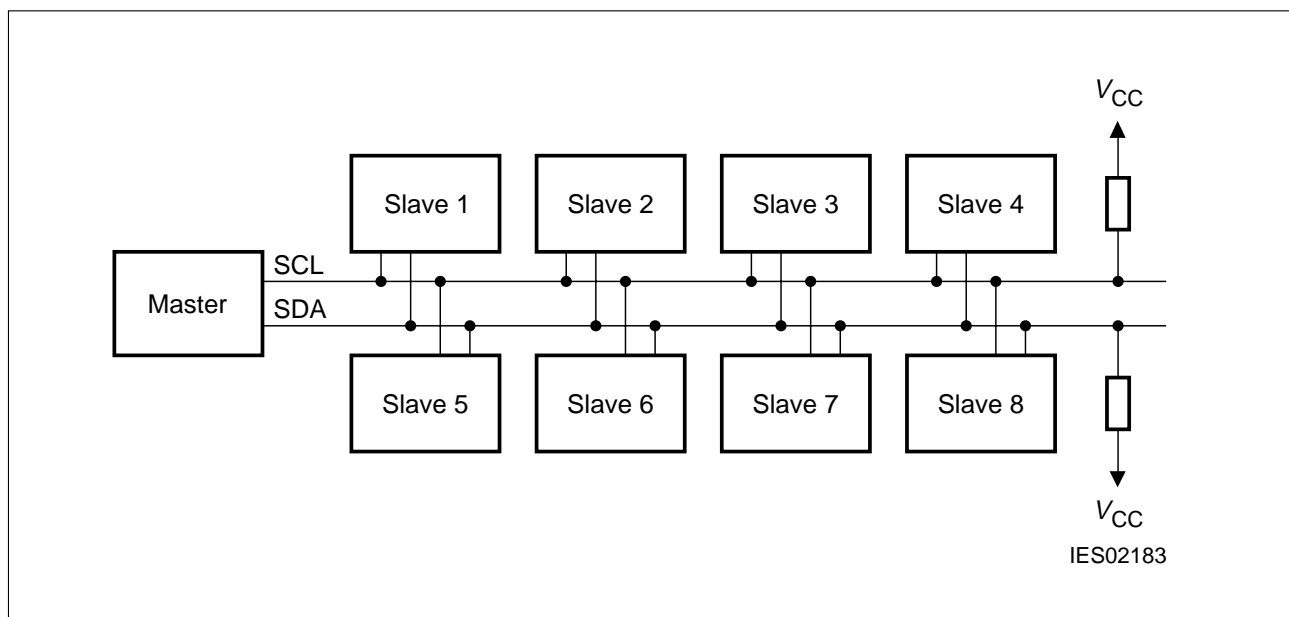 VCC
Slave 1
Slave 2
Slave 3
Slave 4
SCL
Master
SDA
Slave 5
Slave 6
Slave 7
Slave 8
VCC
IES02183